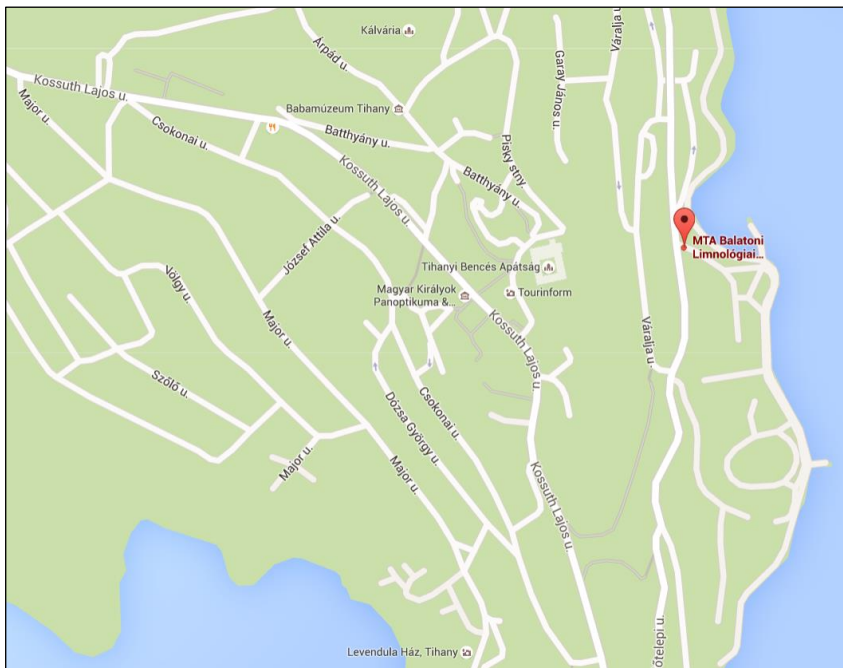 Kálvária
Árpád u.
Garay János u.
Váralja u.
Kossuth Lajos u.
Major u.
Babamúzeum Tihany
Csokonai u.
Batthyány u.
Pisky stny.
Kossuth Lajos u.
Batthyány u.
József Attila u.
MTA Balatoni
Limnológiai...
Tihanyi Bencés Apátság
Völgy u.
Magyar Királyok
Panoptikuma &...
Tourinform
Major u.
Kossuth Lajos u.
Váralja u.
Szőlő u.
Dózsa György u.
Csokonai u.
Major u.
Major u.
Kossuth Lajos u.
Levendula Ház, Tihany
őtelepi u.